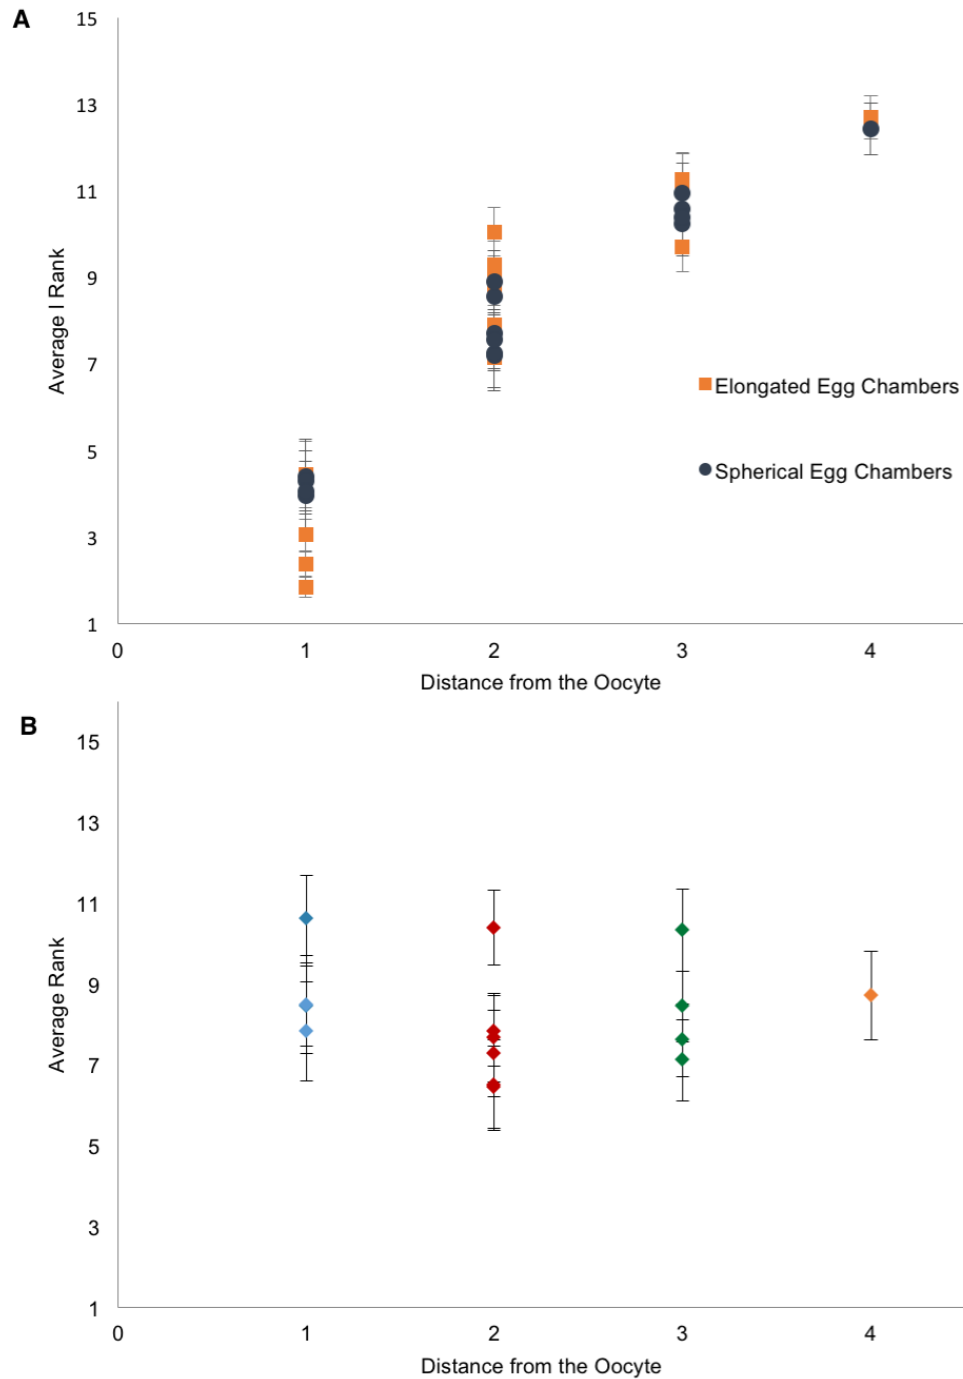 A
15
13
11
9
7
5
3
1
Average I Rank
Elongated Egg Chambers
Spherical Egg Chambers
0 1 2 3 4
Distance from the Oocyte
B
15
13
11
9
7
5
3
1
Average Rank
0 1 2 3 4
Distance from the Oocyte